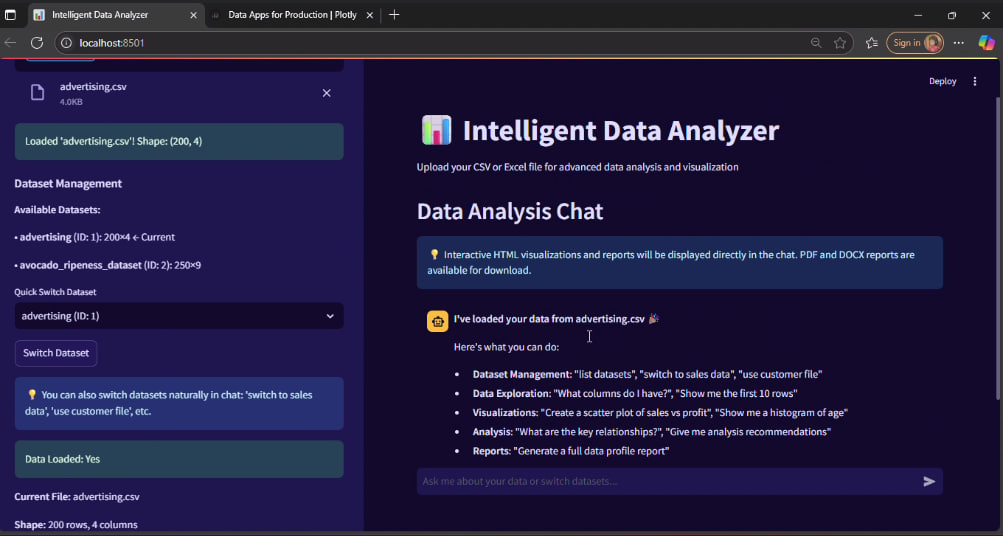 Intelligent Data Analyzer
Data Apps for Production | Plotly
localhost:8501
Sign in
advertising.csv
4.0KB
Loaded 'advertising.csv'! Shape: (200, 4)
Dataset Management
Available Datasets:
• advertising (ID: 1): 200×4 ← Current
• avocado_ripeness_dataset (ID: 2): 250×9
Quick Switch Dataset
advertising (ID: 1)
Switch Dataset
💡 You can also switch datasets naturally in chat: 'switch to sales
data', 'use customer file', etc.
Data Loaded: Yes
Current File: advertising.csv
Shape: 200 rows, 4 columns
Deploy
📊 Intelligent Data Analyzer
Upload your CSV or Excel file for advanced data analysis and visualization
Data Analysis Chat
💡 Interactive HTML visualizations and reports will be displayed directly in the chat. PDF and DOCX reports are
available for download.
I've loaded your data from advertising.csv 🎉
Here's what you can do:
• Dataset Management: "list datasets", "switch to sales data", "use customer file"
• Data Exploration: "What columns do I have?", "Show me the first 10 rows"
• Visualizations: "Create a scatter plot of sales vs profit", "Show me a histogram of age"
• Analysis: "What are the key relationships?", "Give me analysis recommendations"
• Reports: "Generate a full data profile report"
Ask me about your data or switch datasets...